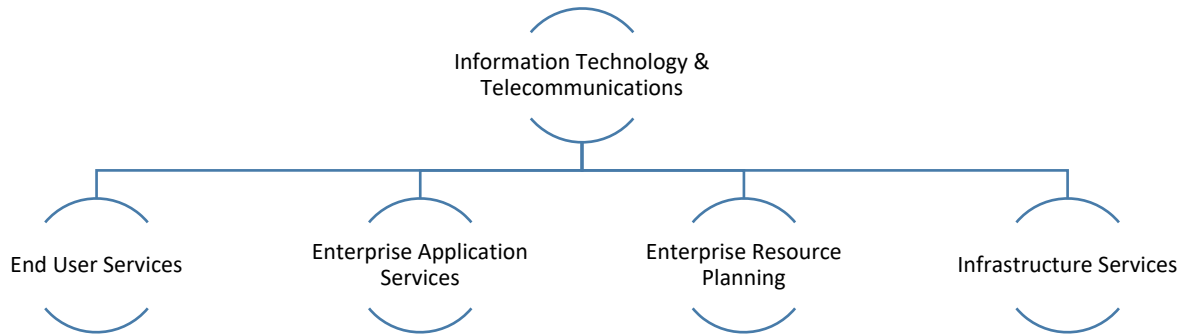 Information Technology &
Telecommunications
End User Services
Enterprise Application
Services
Enterprise Resource
Planning
Infrastructure Services